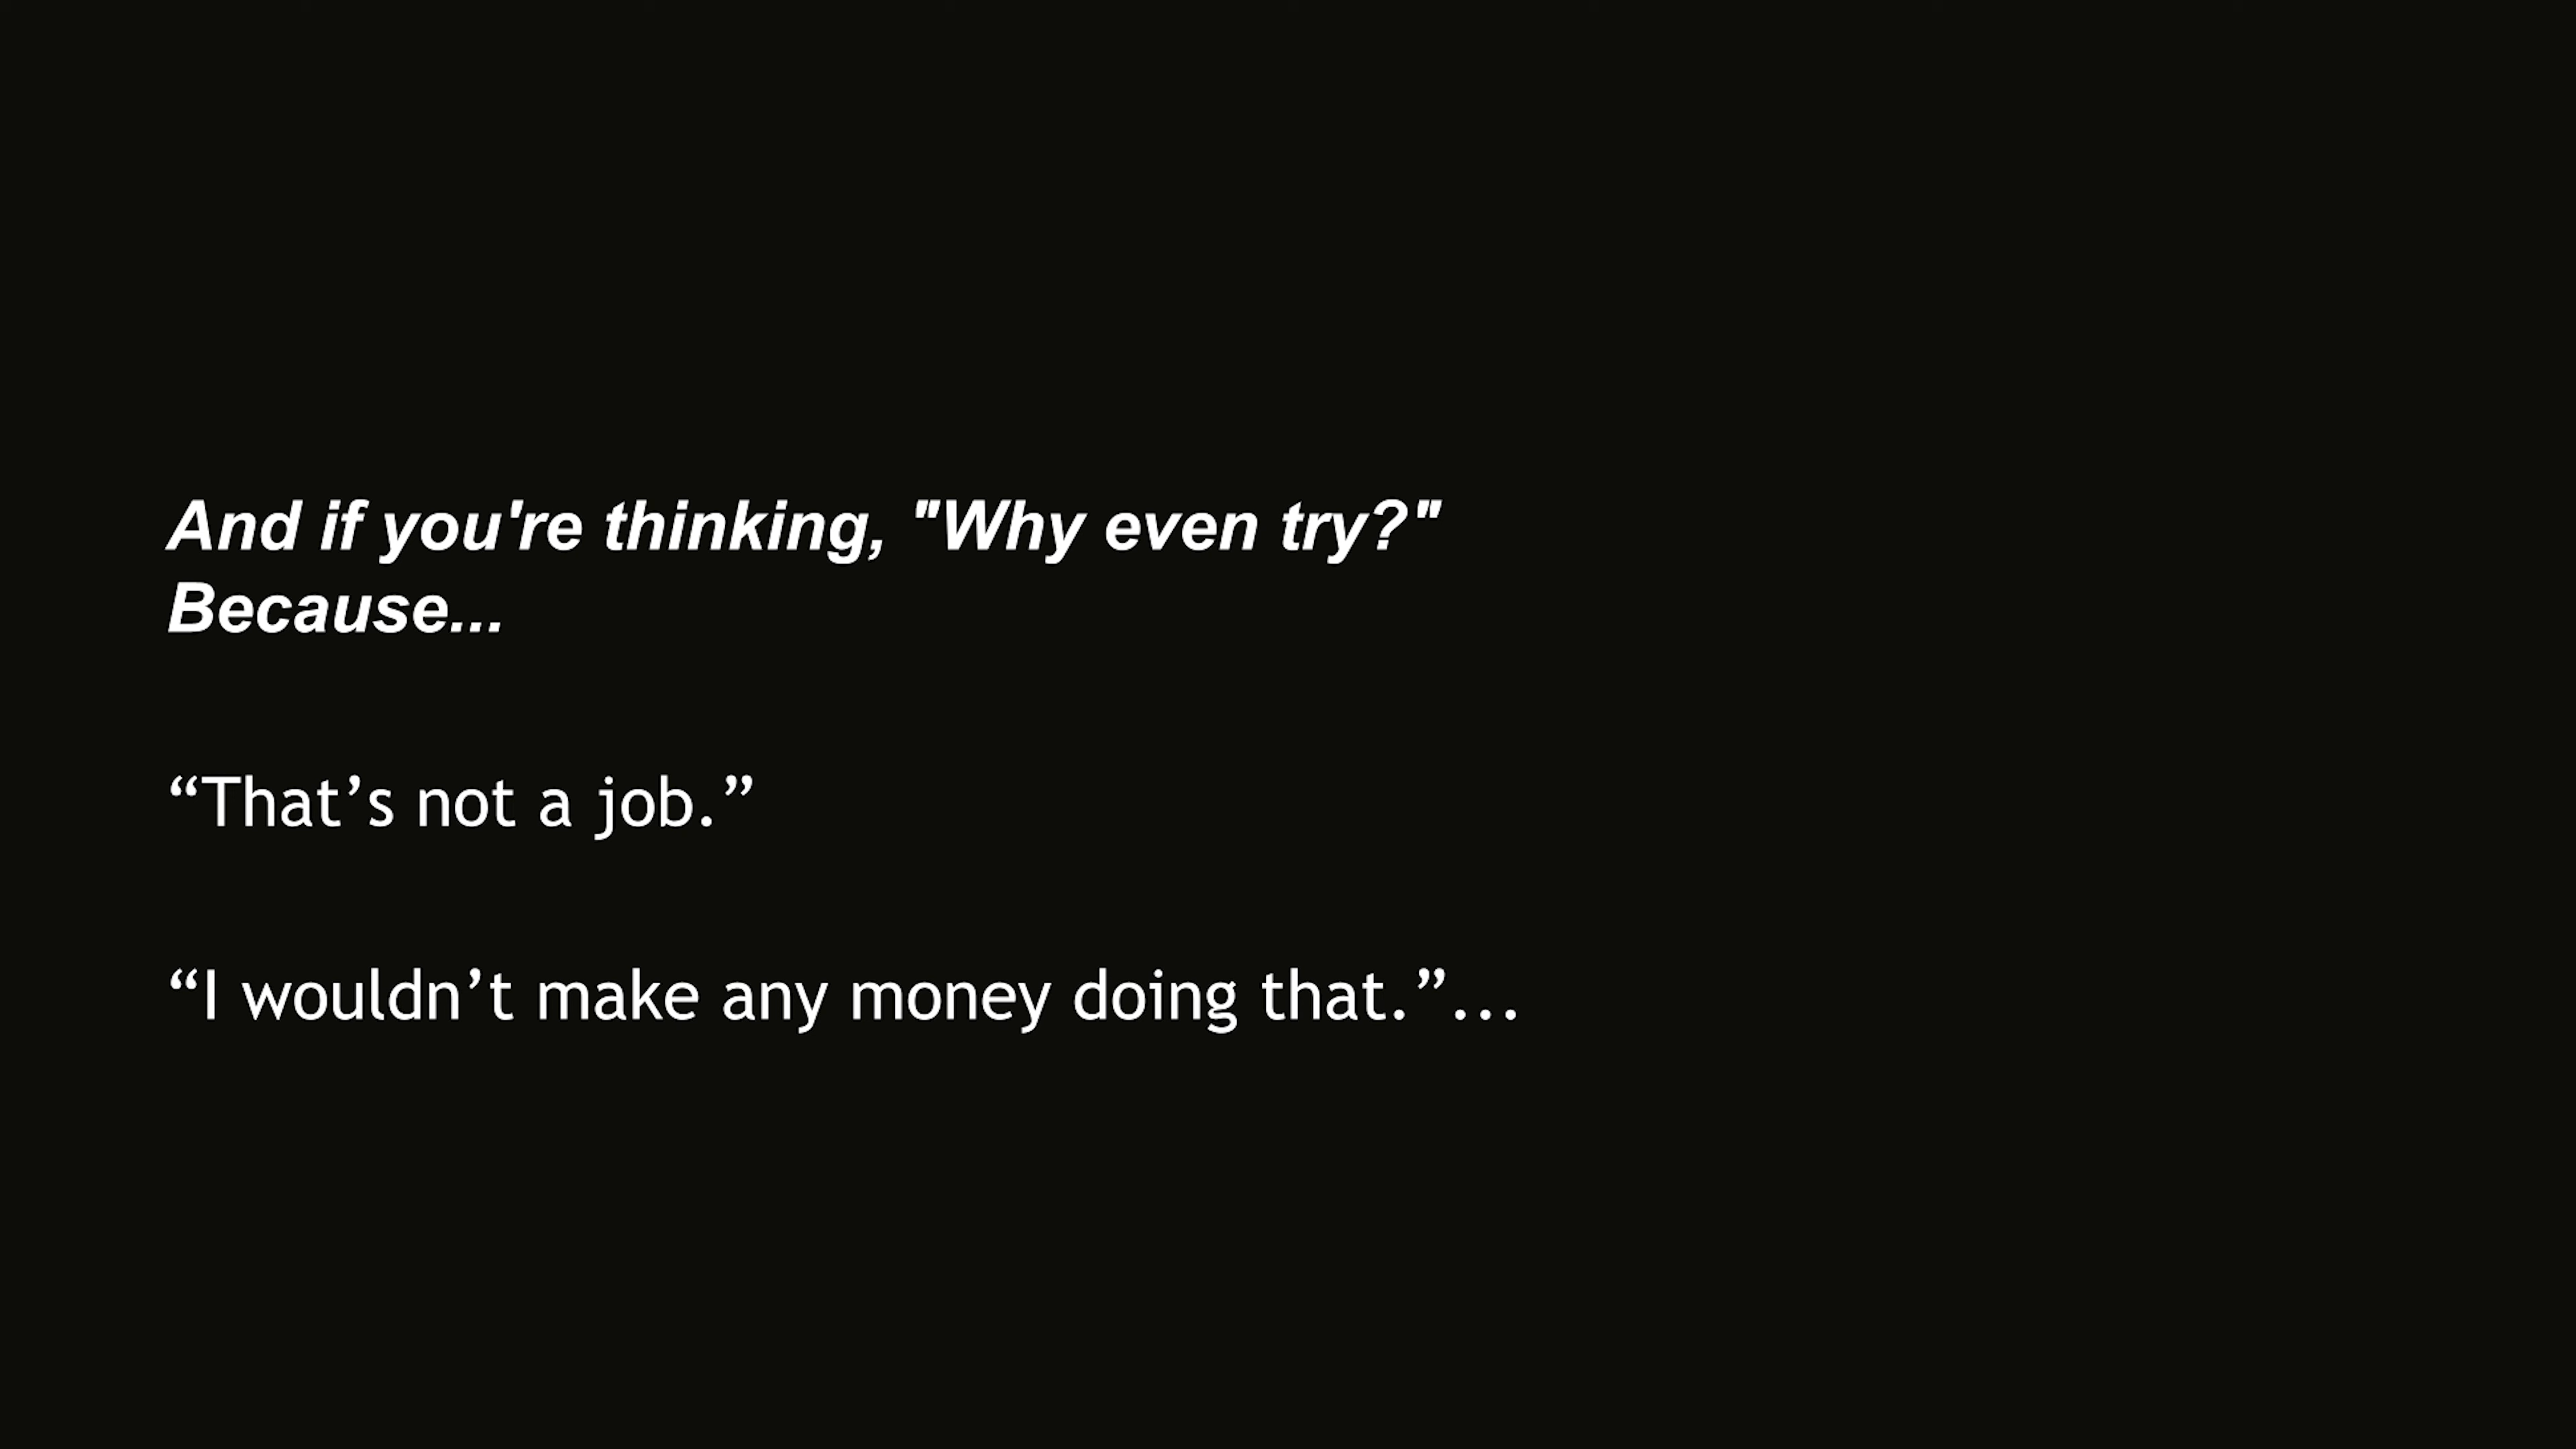 And if you're thinking, "Why even try?"
Because...
“That’s not a job.”
“I wouldn’t make any money doing that.”...